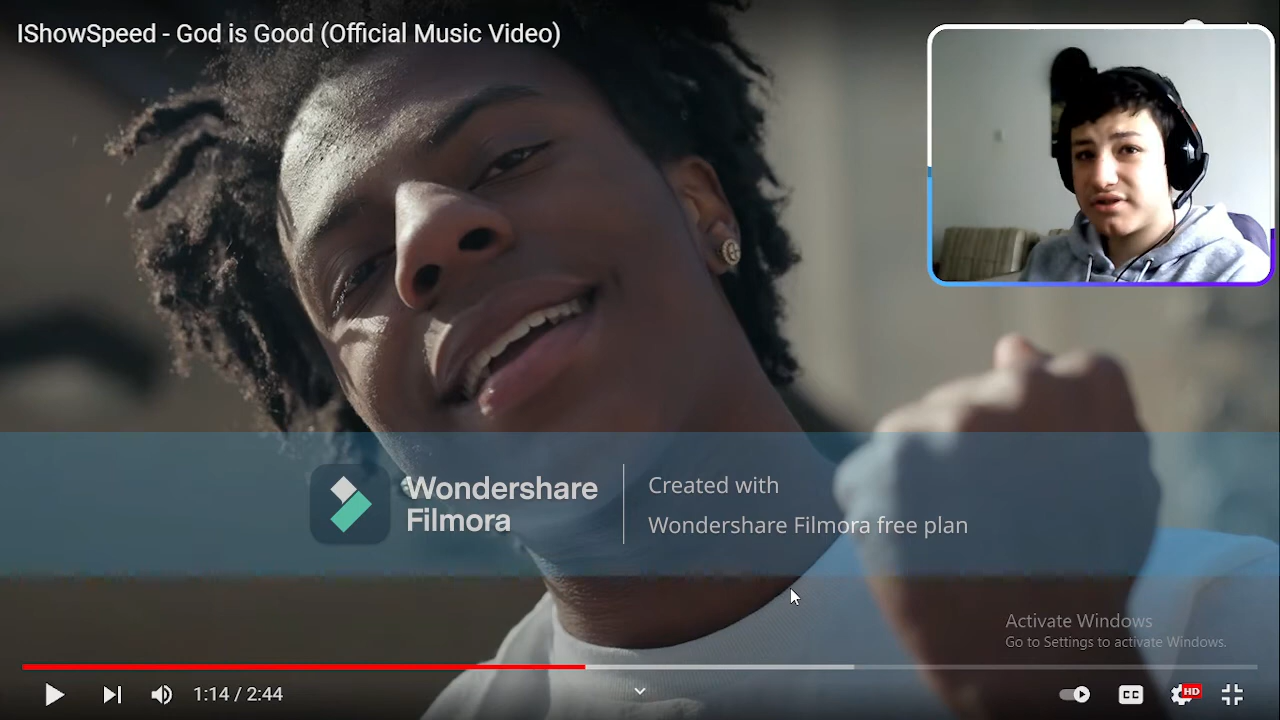 IShowSpeed - God is Good (Official Music Video)
Wondershare
Filmora
Created with
Wondershare Filmora free plan
Activate Windows
Go to Settings to activate Windows.
1:14 / 2:44
CC
HD